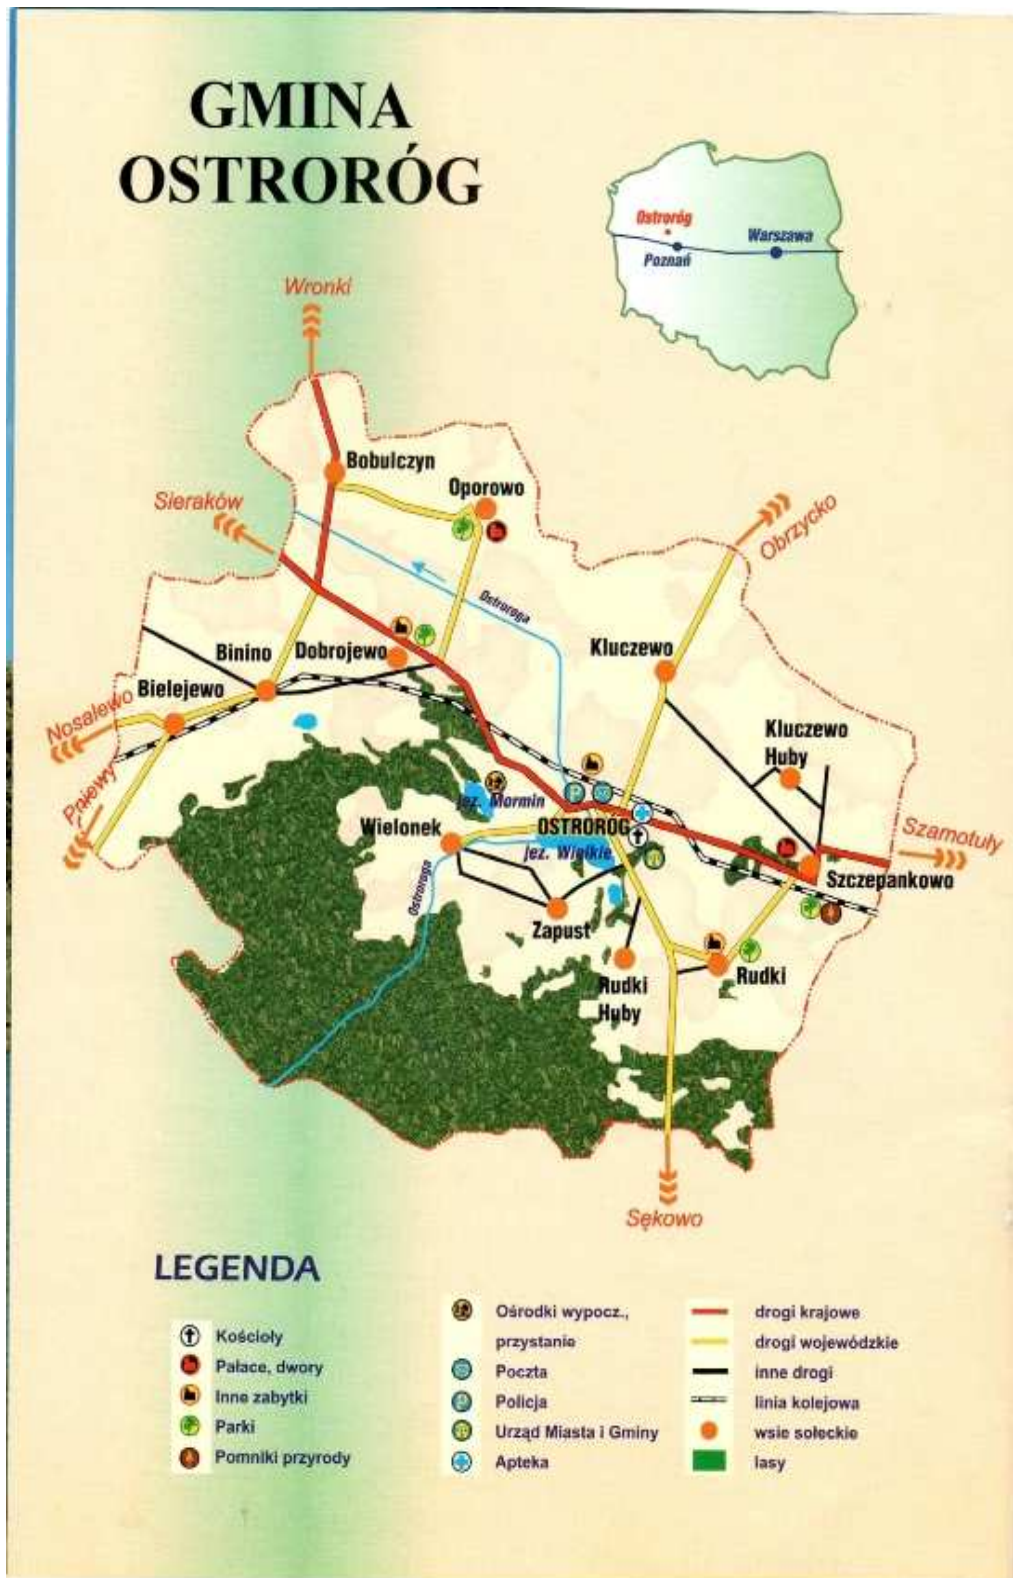 GMINA
OSTRORÓG
Ostroróg
Warszawa
Poznań
Wronki
Bobulczyn
Oporowo
Sieraków
Obrzycko
Ostroroga
Kluczewo
Binino
Dobrojewo
Bielejewo
Nosalewo
Kluczewo
Huby
Pniewy
jez. Mormin
Wielonek
OSTRORÓG
Szamotuły
jez. Wielkie
Szczepankowo
Ostroroga
Zapust
Rudki
Rudki
Huby
Sękowo
LEGENDA
Kościoły
Pałace, dwory
Inne zabytki
Parki
Pomniki przyrody
Ośrodki wypocz.,
przystanie
Poczta
Policja
Urząd Miasta i Gminy
Apteka
drogi krajowe
drogi wojewódzkie
inne drogi
linia kolejowa
wsie sołeckie
lasy